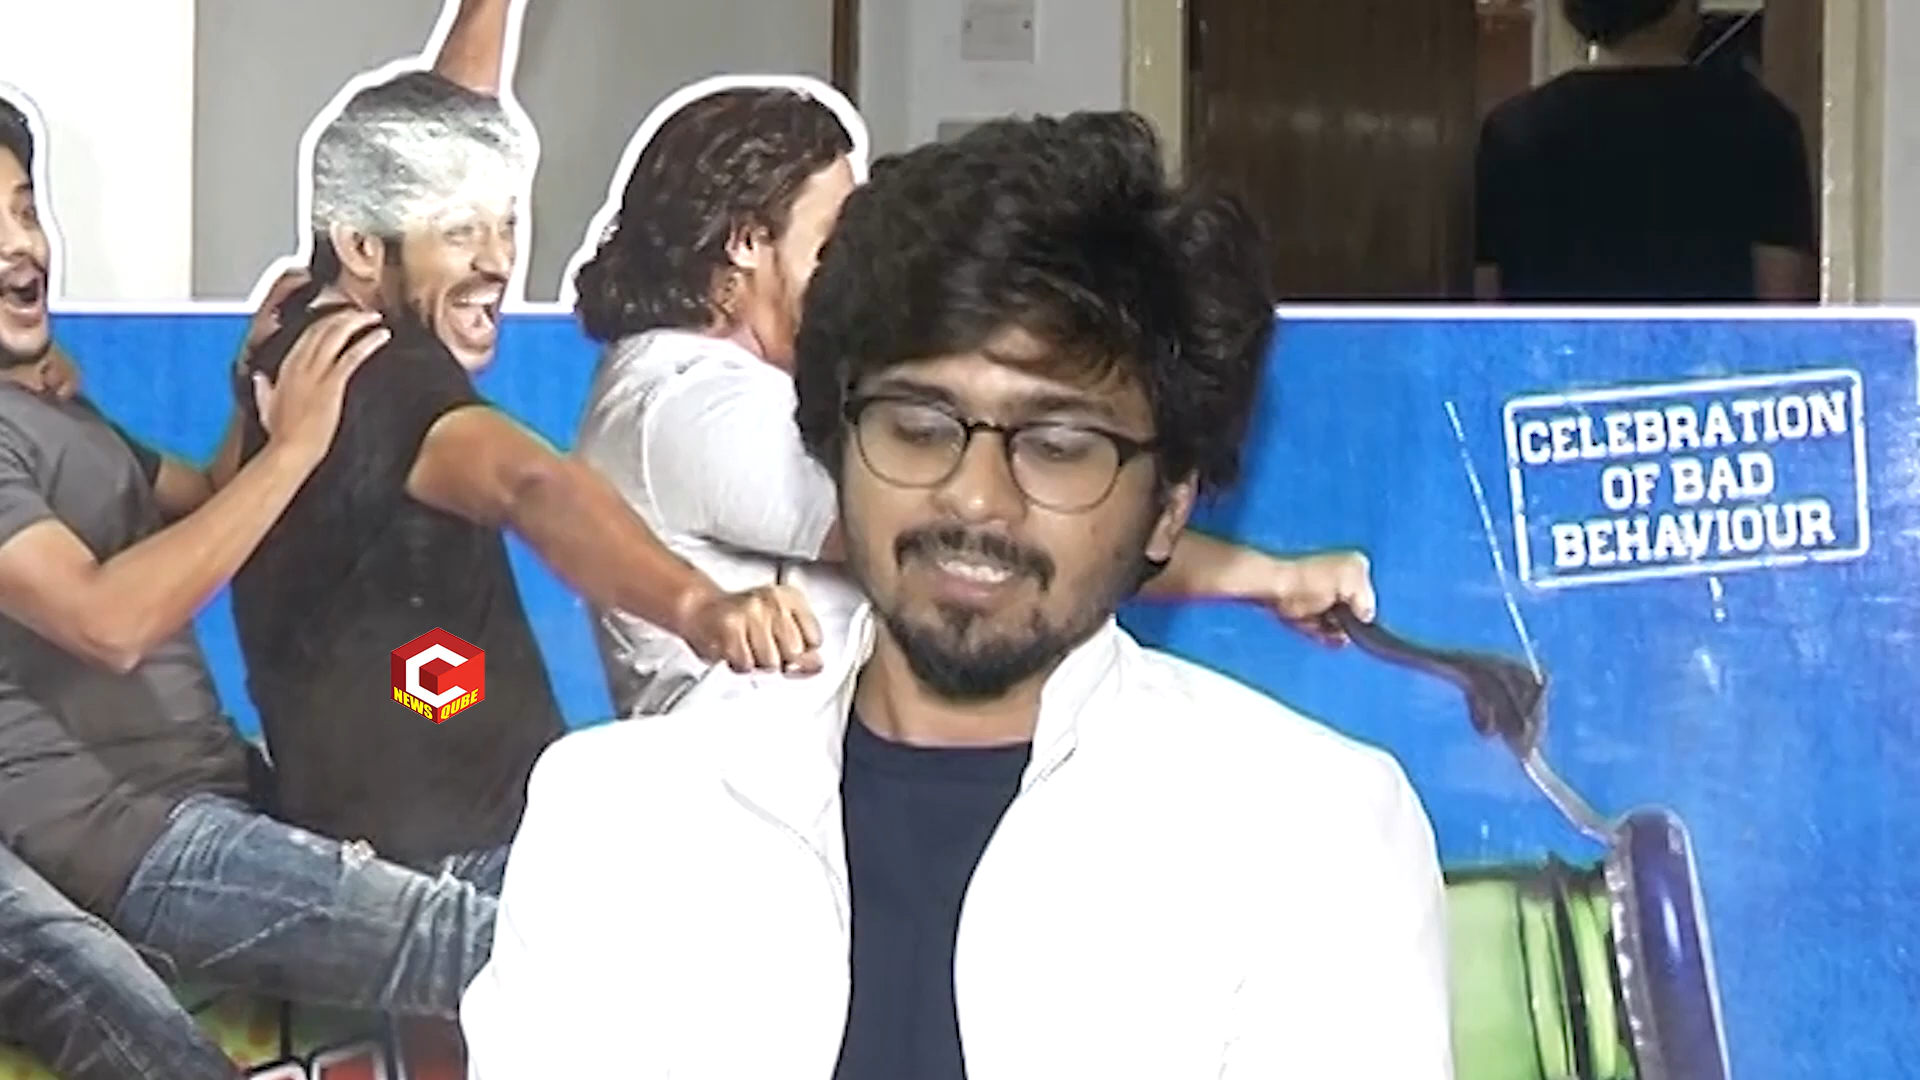 CELEBRATION
OF BAD
BEHAVIOUR
C
NEWS QUBE